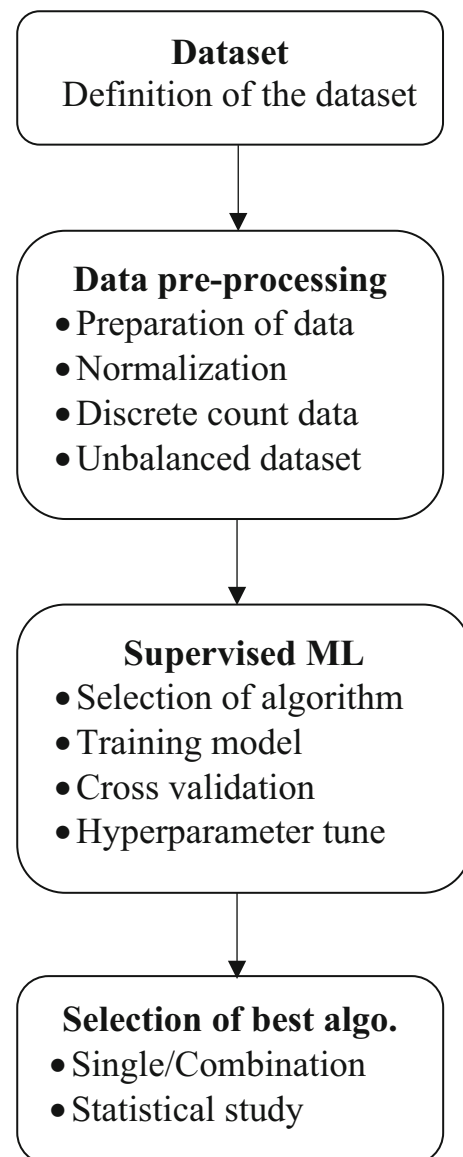 Dataset
Definition of the dataset
Data pre-processing
•Preparation of data
•Normalization
•Discrete count data
•Unbalanced dataset
Supervised ML
•Selection of algorithm
•Training model
•Cross validation
•Hyperparameter tune
Selection of best algo.
•Single/Combination
•Statistical study